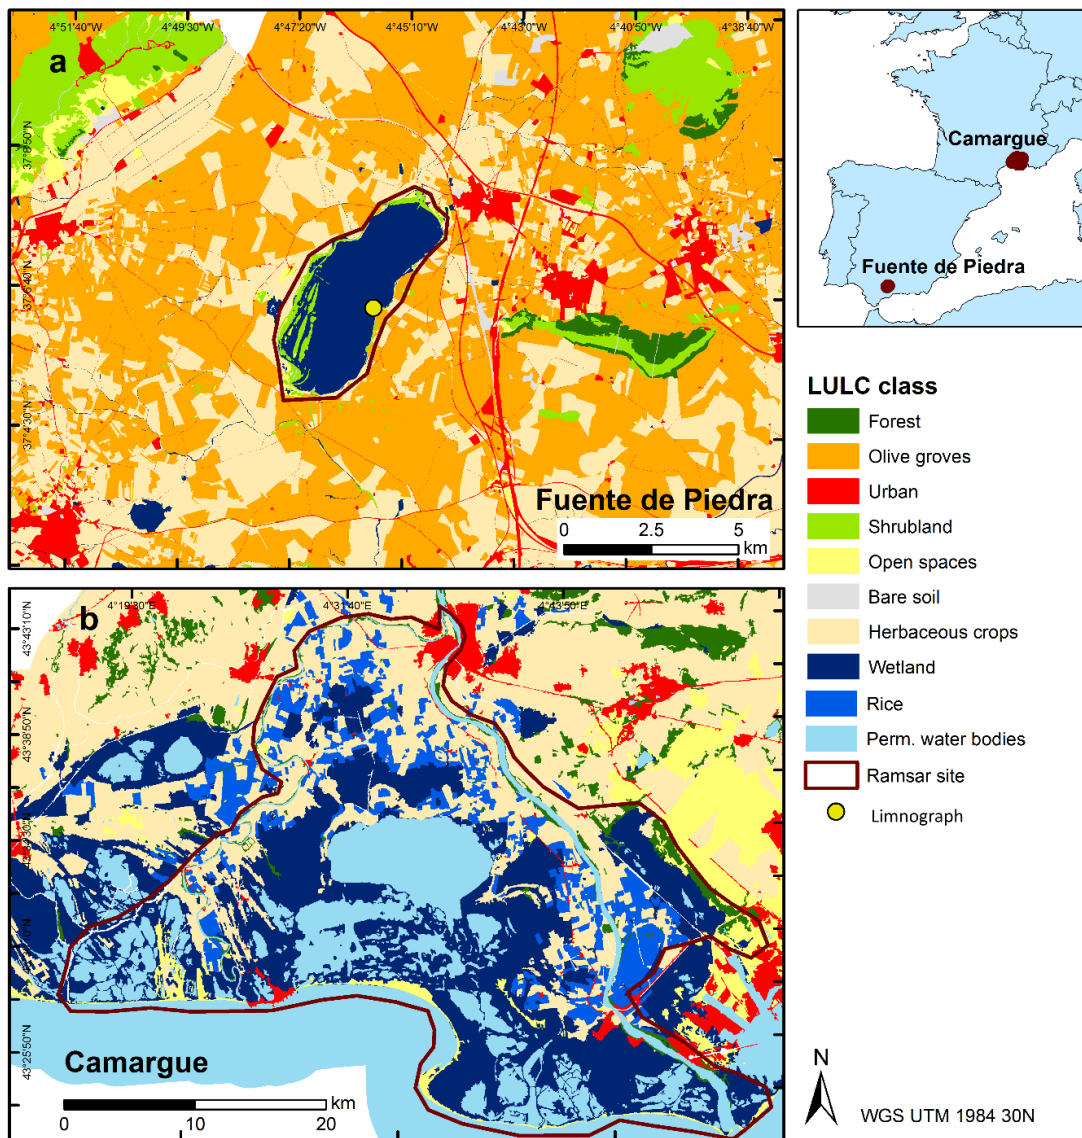 4°51'40"W 4°49'30"W 4°47'20"W 4°45'10"W 4°43'0"W 4°40'50"W 4°38'40"W
a
37°8'50"N
37°6'40"N
37°4'30"N
Fuente de Piedra
0 2.5 5
km
Camargue
Fuente de Piedra
LULC class
Forest
Olive groves
Urban
Shrubland
Open spaces
Bare soil
Herbaceous crops
Wetland
Rice
Perm. water bodies
Ramsar site
Limnograph
b
4°19'30"E 4°31'40"E 4°43'50"E
43°43'10"N
43°38'50"N
43°25'50"N
Camargue
km
0 10 20
N
WGS UTM 1984 30N